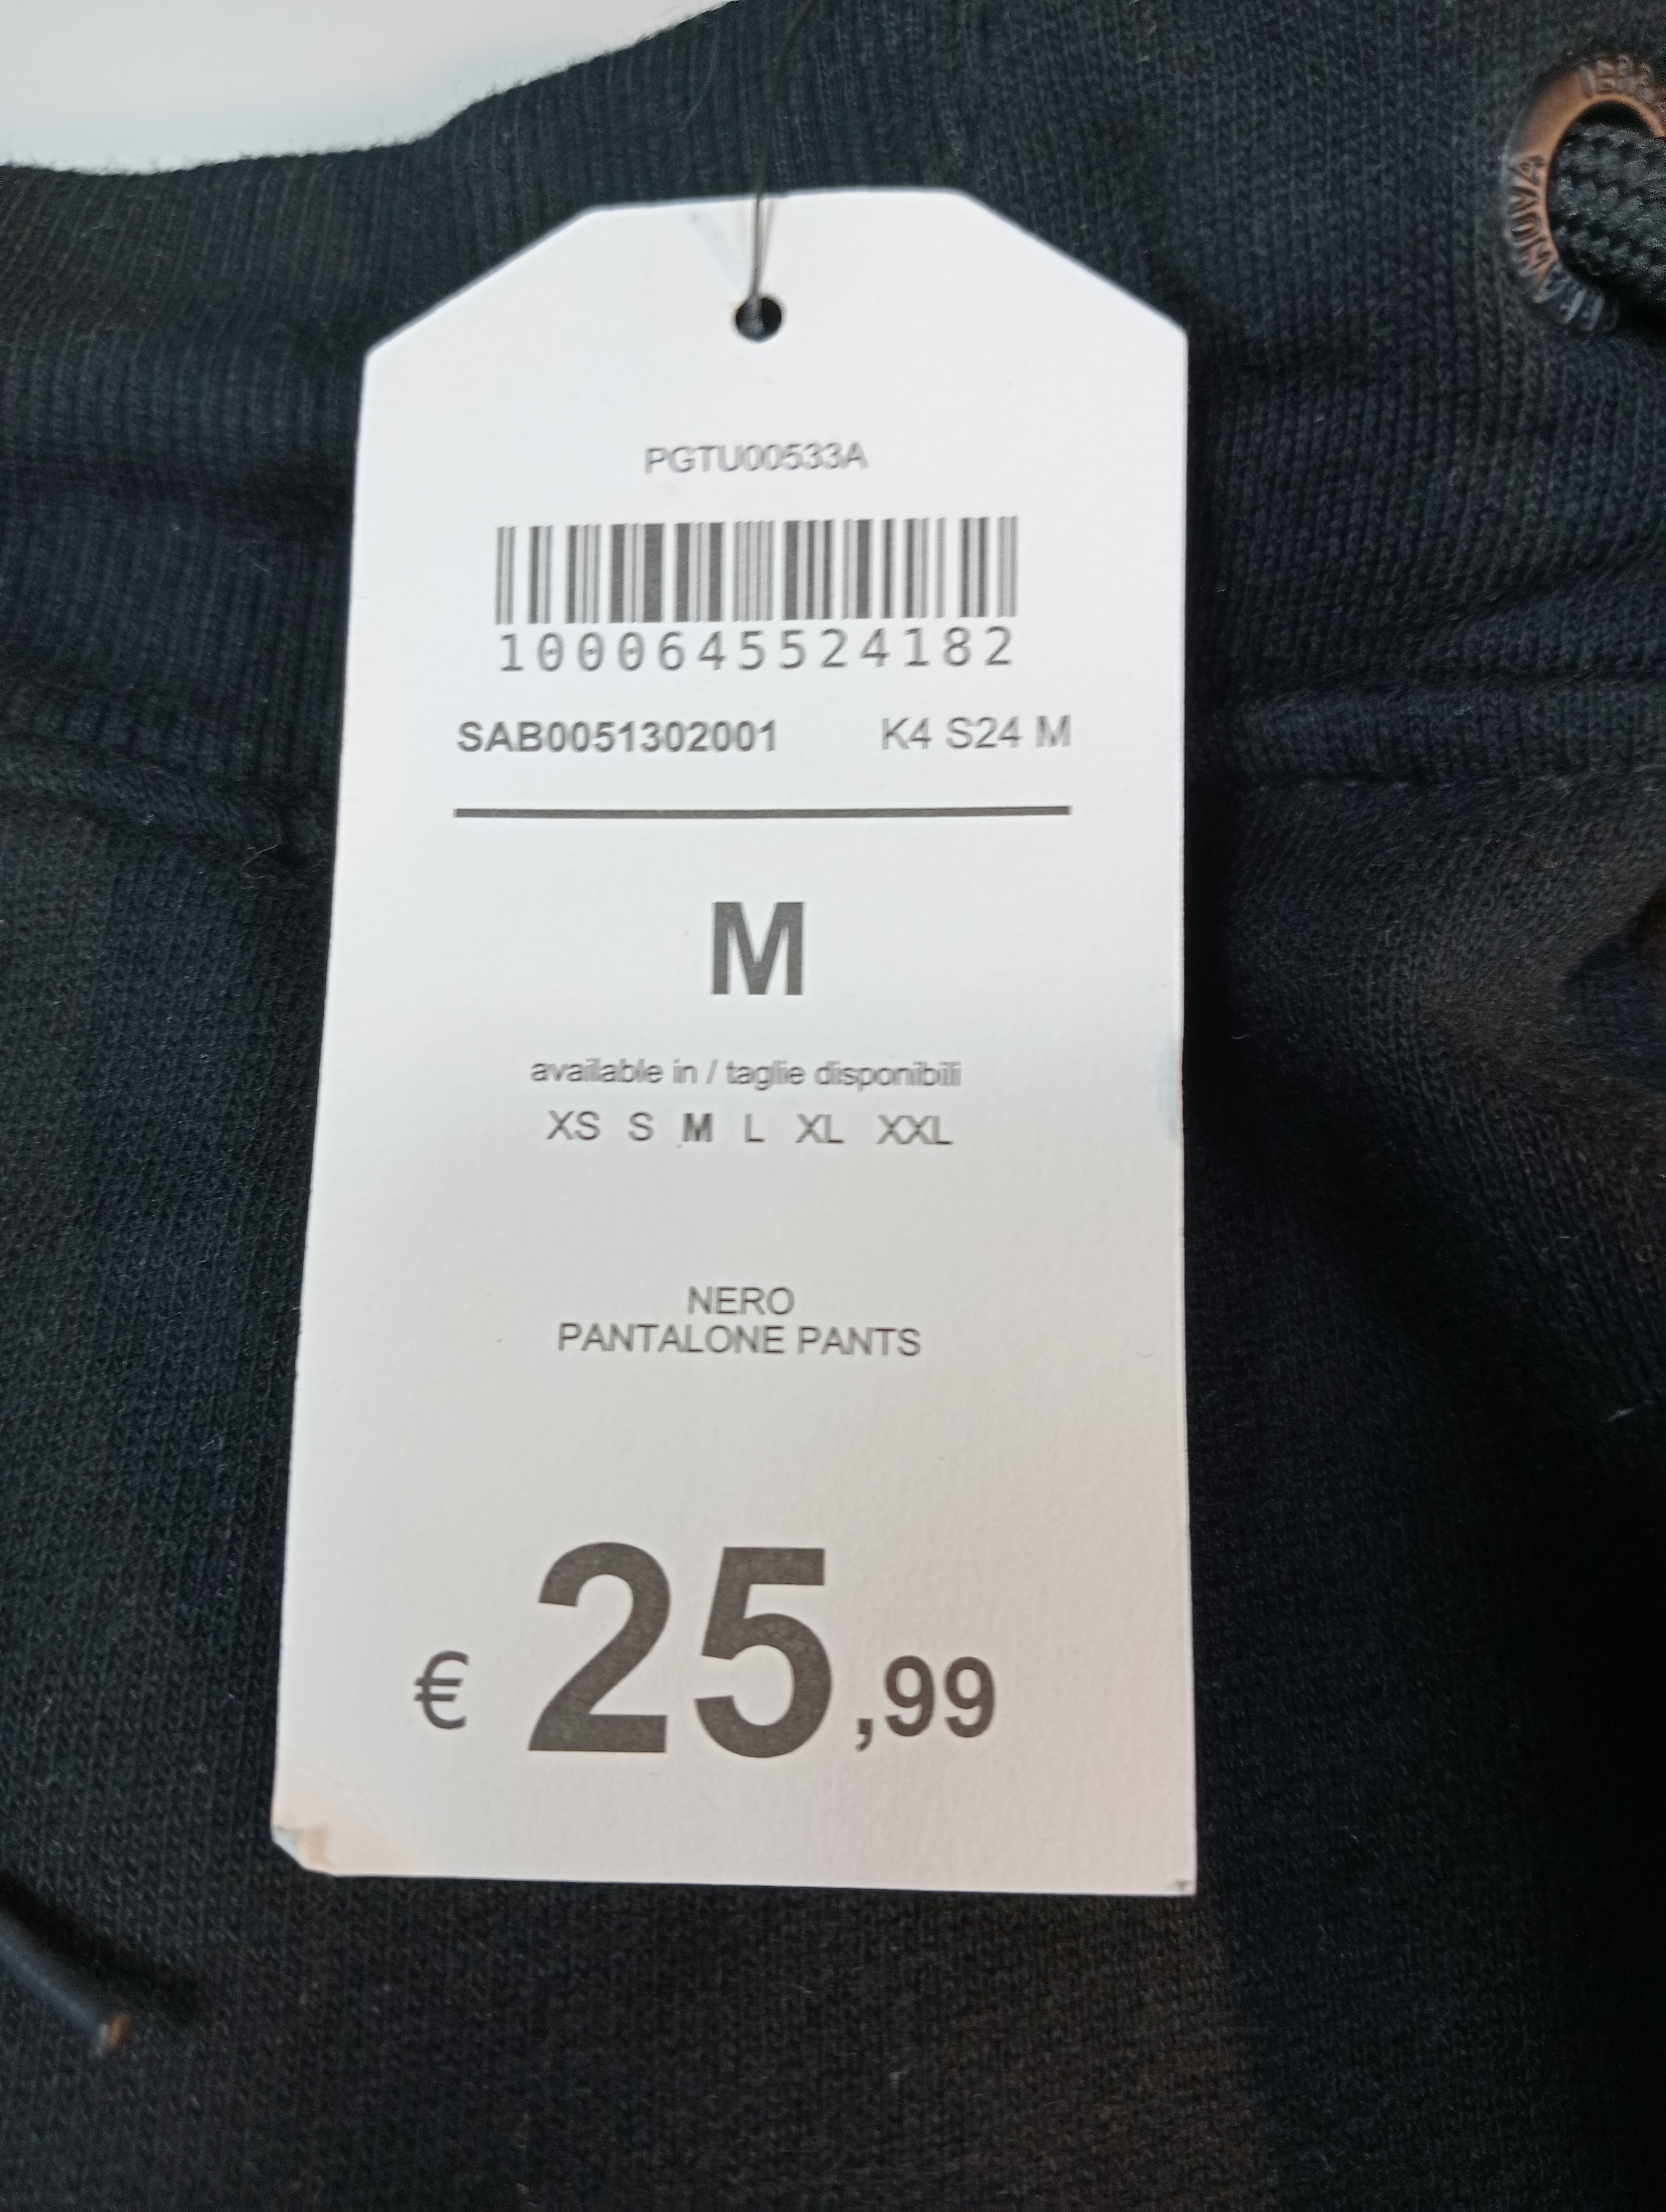 PGTU00533A
1000645524182
SAB0051302001 K4 S24 M
M
available in / taglie disponibili
XS S M L XL XXL
NERO
PANTALONE PANTS
€ 25,99